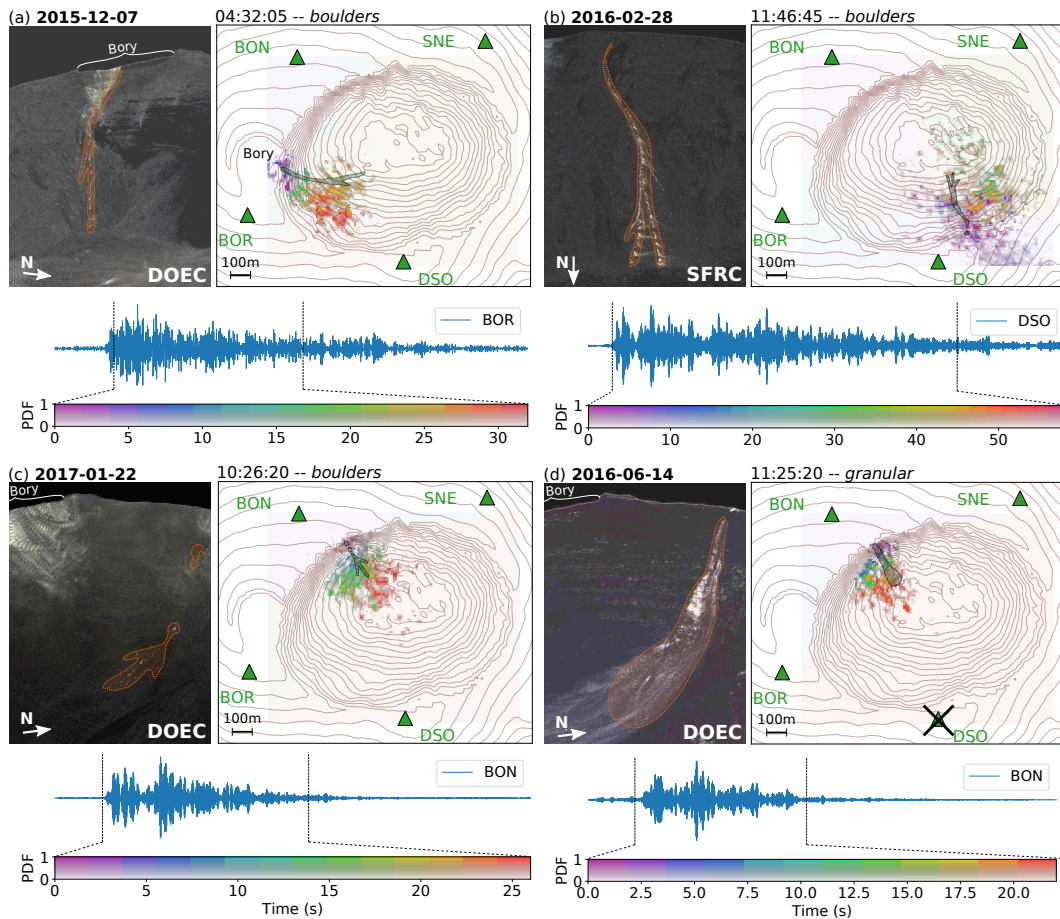 (a) 2015-12-07
04:32:05 -- boulders
Bory
N
DOEC
BON
SNE
Bory
BOR
DSO
100m
BOR
PDF
1
0
0 5 10 15 20 25 30
(b) 2016-02-28
11:46:45 -- boulders
N
SFRC
BON
SNE
BOR
DSO
100m
DSO
PDF
1
0
0 10 20 30 40 50
(c) 2017-01-22
10:26:20 -- boulders
Bory
N
DOEC
BON
SNE
BOR
DSO
100m
BON
PDF
1
0
0 5 10 15 20 25
Time (s)
(d) 2016-06-14
11:25:20 -- granular
Bory
N
DOEC
BON
SNE
BOR
DSO
100m
BON
PDF
1
0
0.0 2.5 5.0 7.5 10.0 12.5 15.0 17.5 20.0
Time (s)